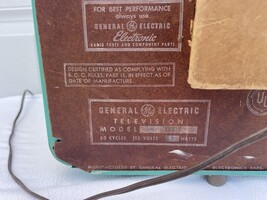 FOR BEST PERFORMANCE
always use
GENERAL GE ELECTRIC
Electronic
RADIO TUBES AND COMPONENT PARTS
DESIGN CERTIFIED AS COMPLYING WITH
F.C.C. RULES, PART 15, IN EFFECT AS OF
DATE OF MANUFACTURE.
GENERAL GE ELECTRIC
TELEVISION
MODEL
60 CYCLES VOLTS WATTS
MANUFACTURED BY GENERAL ELECTRIC